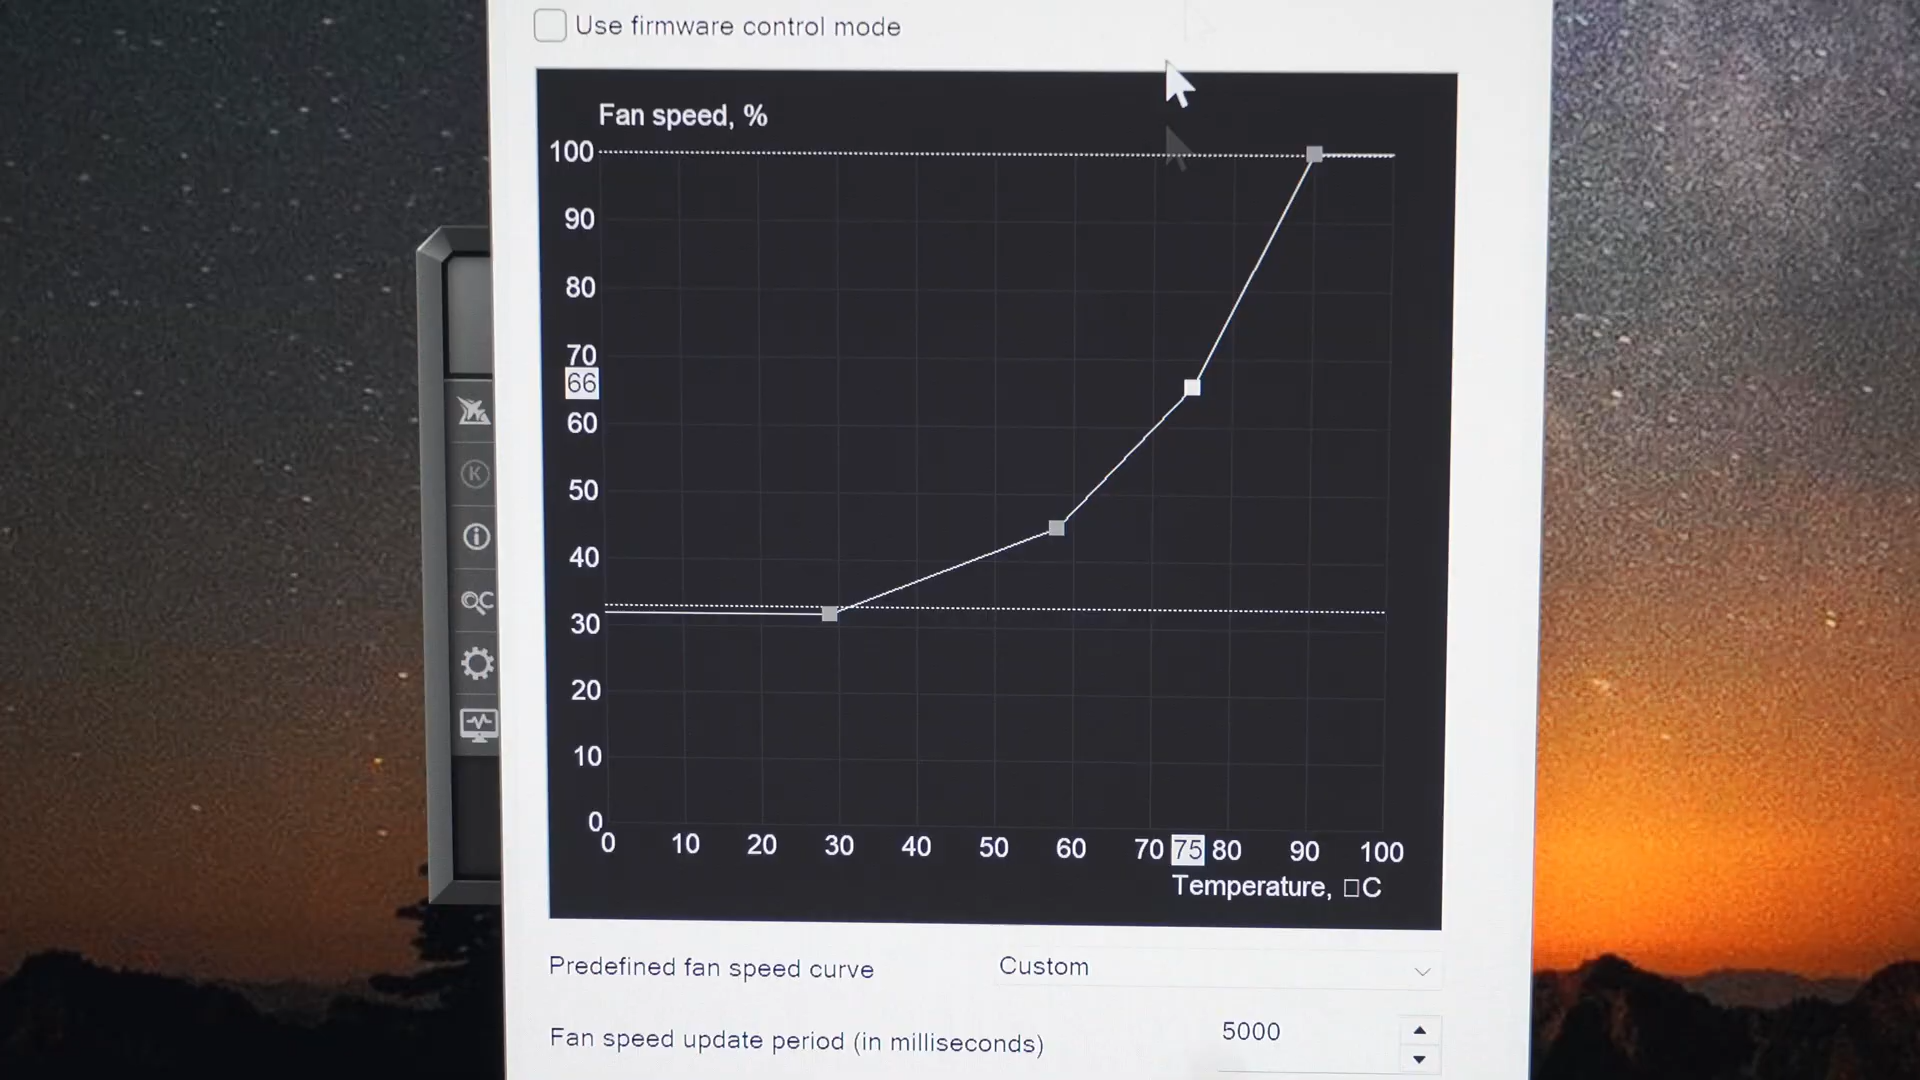 Use firmware control mode
Fan speed, %
100
90
80
70
66
60
50
40
30
20
10
0
0 10 20 30 40 50 60 70 75 80 90 100
Temperature, □C
Predefined fan speed curve Custom
Fan speed update period (in milliseconds) 5000
K